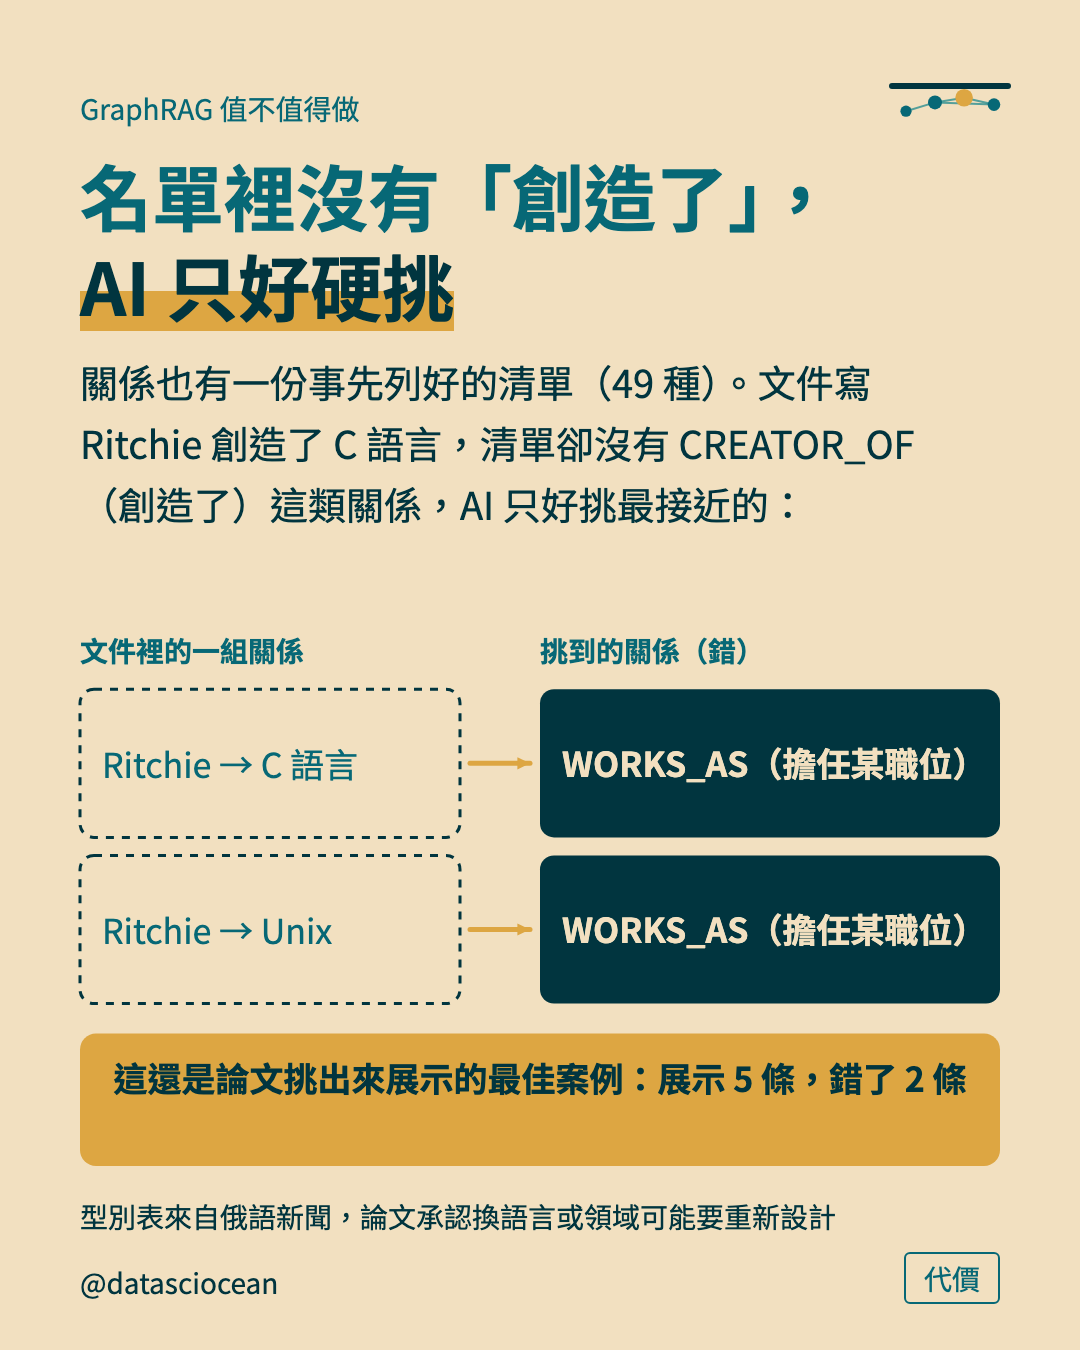 GraphRAG 值不值得做
名單裡沒有「創造了」,
AI 只好硬挑
關係也有一份事先列好的清單（49 種）。文件寫
Ritchie 創造了 C 語言，清單卻沒有 CREATOR_OF
（創造了）這類關係，AI 只好挑最接近的：
文件裡的一組關係
挑到的關係（錯）
Ritchie → C 語言
WORKS_AS（擔任某職位）
Ritchie → Unix
WORKS_AS（擔任某職位）
這還是論文挑出來展示的最佳案例：展示 5 條，錯了 2 條
型別表來自俄語新聞，論文承認換語言或領域可能要重新設計
@datasciocean
代價